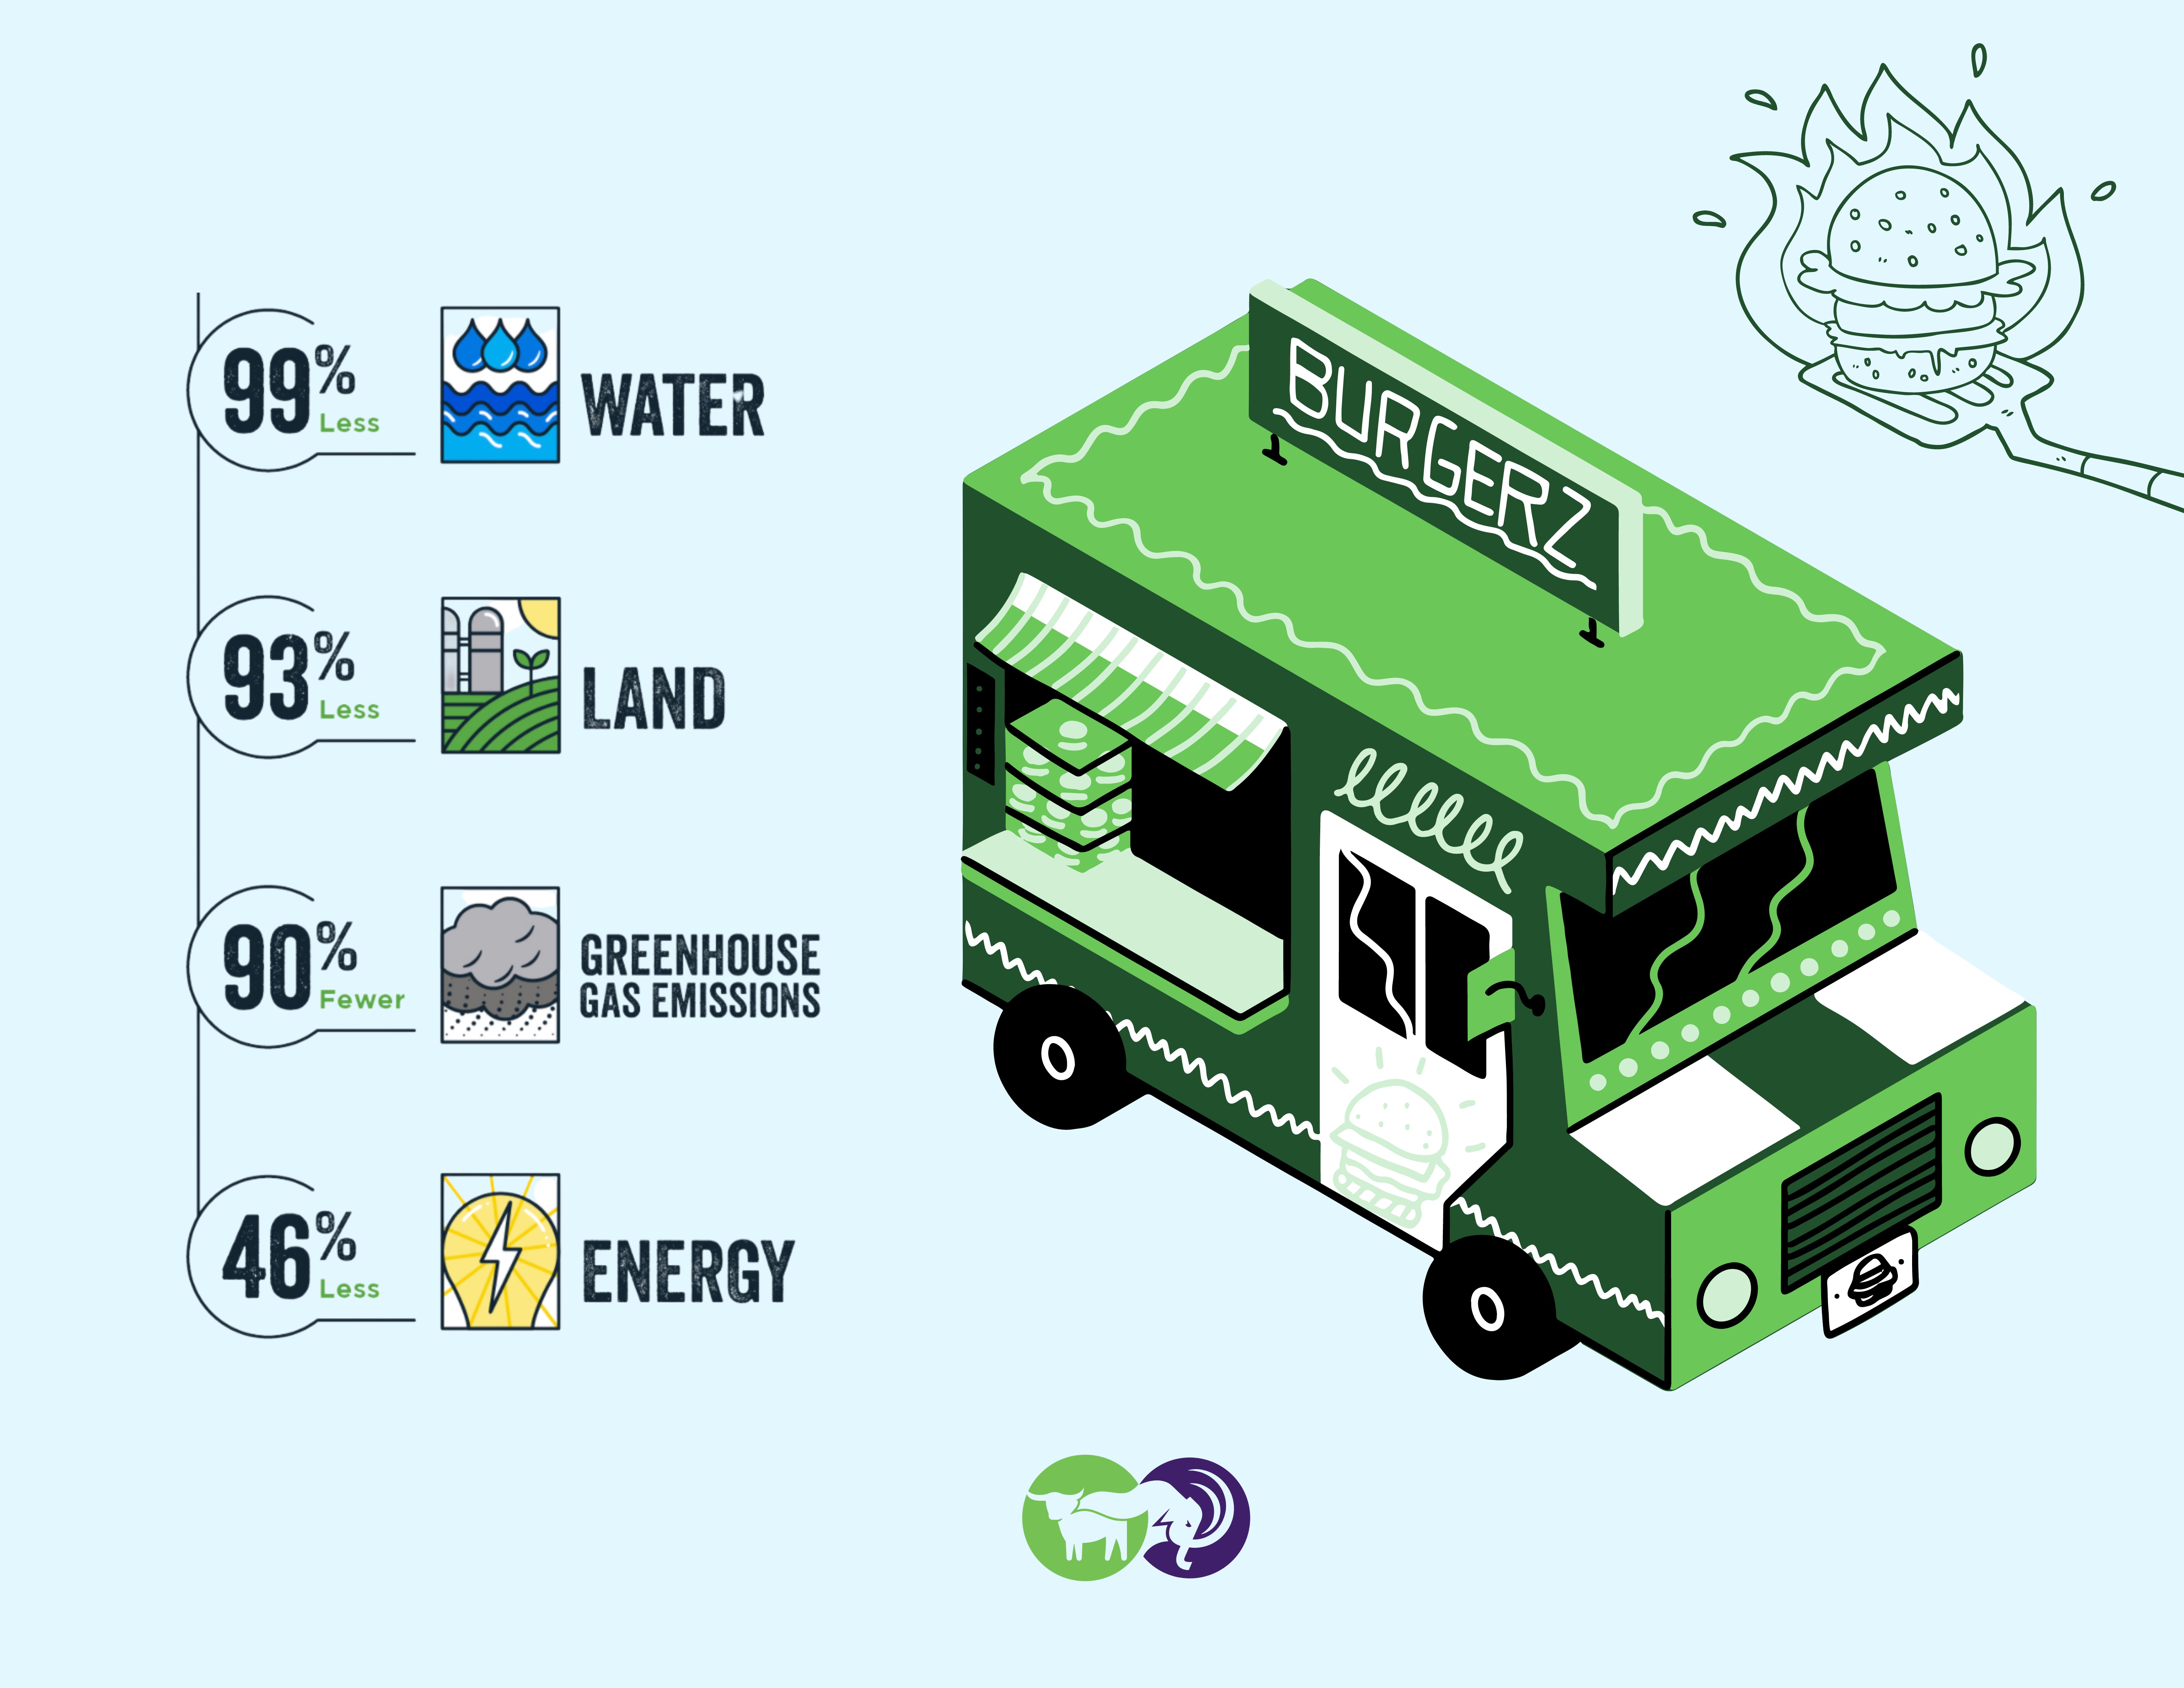 99%
Less
WATER
93%
Less
LAND
90%
Fewer
GREENHOUSE
GAS EMISSIONS
46%
Less
ENERGY
BURGERZ